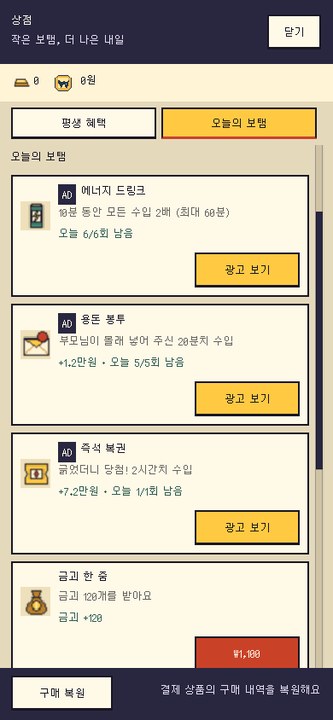 상점
작은 보탬, 더 나은 내일
닫기
0
0원
평생 혜택
오늘의 보탬
오늘의 보탬
AD 에너지 드링크
10분 동안 모든 수입 2배 (최대 60분)
오늘 6/6회 남음
광고 보기
AD 용돈 봉투
부모님이 몰래 넣어 주신 20분치 수입
+1.2만원 · 오늘 5/5회 남음
광고 보기
AD 즉석 복권
긁었더니 당첨! 2시간치 수입
+7.2만원 · 오늘 1/1회 남음
광고 보기
금괴 한 줌
금괴 120개를 받아요
금괴 +120
₩1,100
구매 복원
결제 상품의 구매 내역을 복원해요